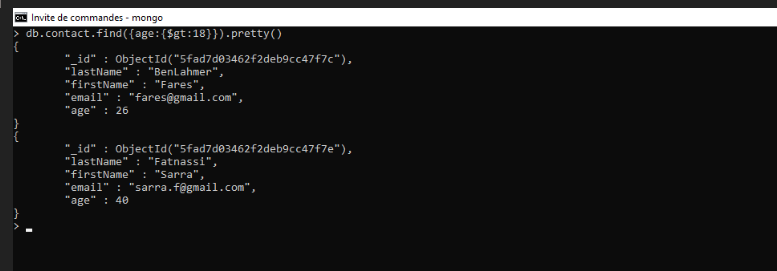 Invite de commandes - mongo
> db.contact.find({age:{$gt:18}}).pretty()
{
        "_id" : ObjectId("5fad7d03462f2deb9cc47f7c"),
        "lastName" : "BenLahmer",
        "firstName" : "Fares",
        "email" : "fares@gmail.com",
        "age" : 26
}
{
        "_id" : ObjectId("5fad7d03462f2deb9cc47f7e"),
        "lastName" : "Fatnassi",
        "firstName" : "Sarra",
        "email" : "sarra.f@gmail.com",
        "age" : 40
}
>